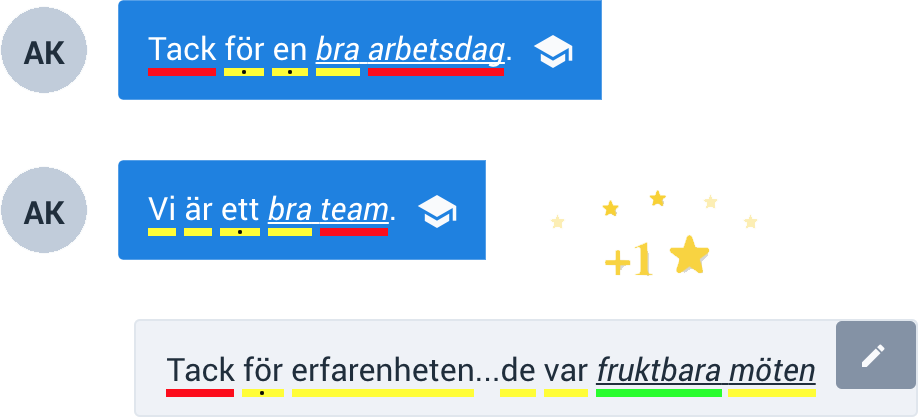 AK
Tack för en bra arbetsdag.
AK
Vi är ett bra team.
+1
Tack för erfarenheten...de var fruktbara möten